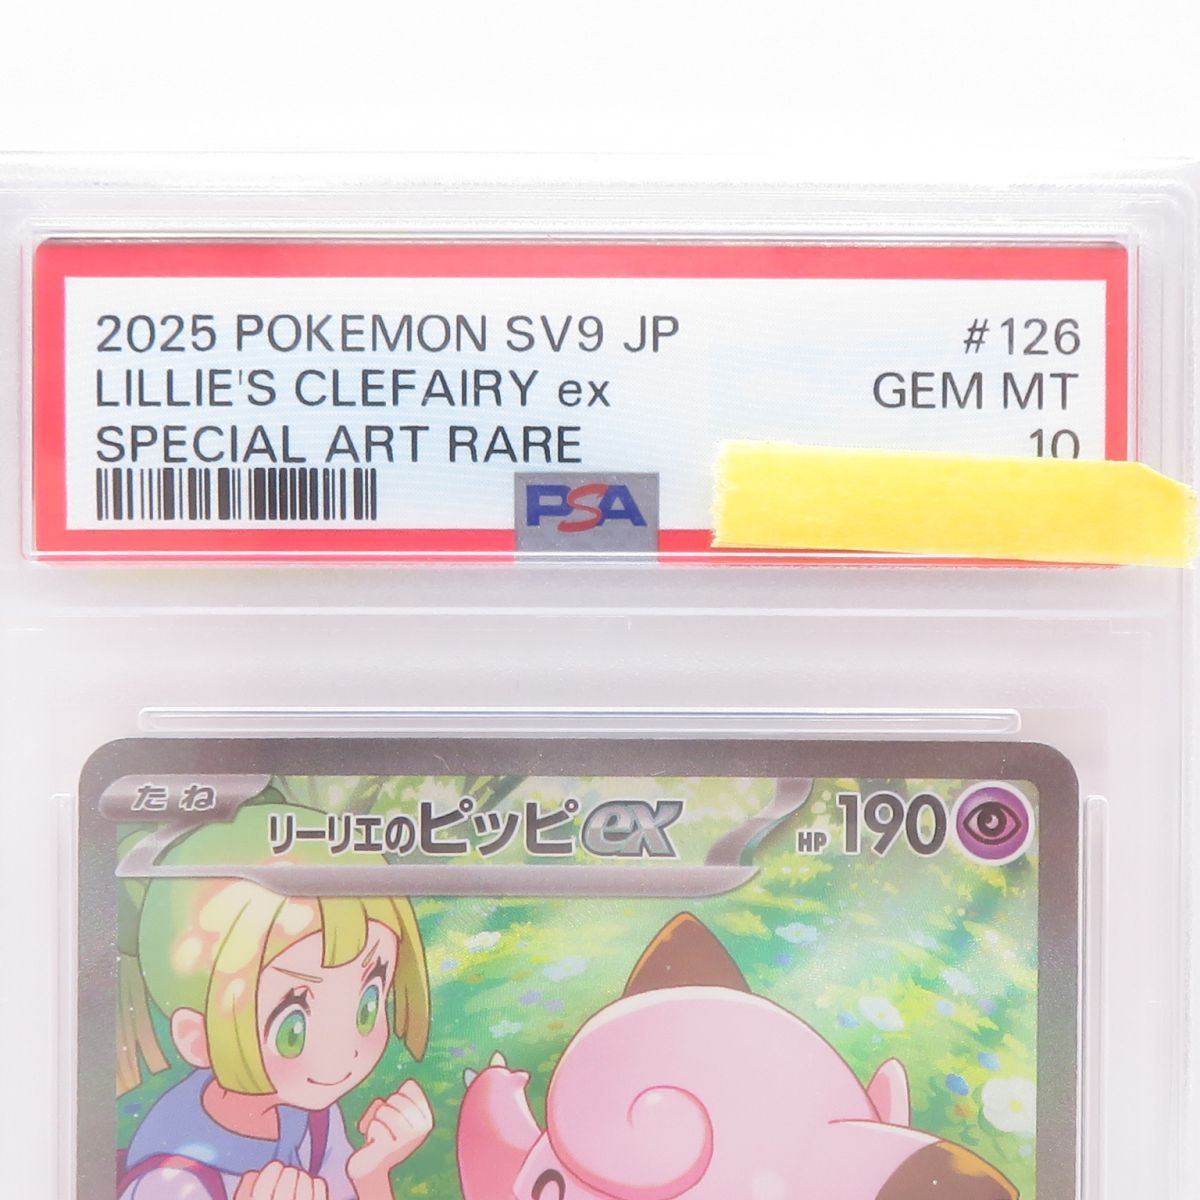 2025 POKEMON SV9 JP #126
LILLIE'S CLEFAIRY ex GEM MT
SPECIAL ART RARE 10
PSA
たね
リーリエのピッピex HP 190